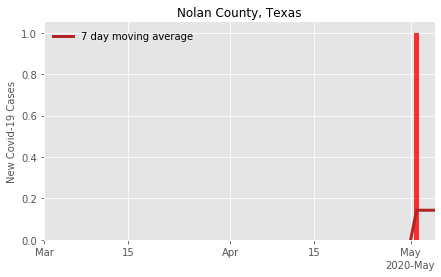 Nolan County, Texas
7 day moving average
New Covid-19 Cases
1.0
0.8
0.6
0.4
0.2
0.0
Mar 15 Apr 15 May
2020-May